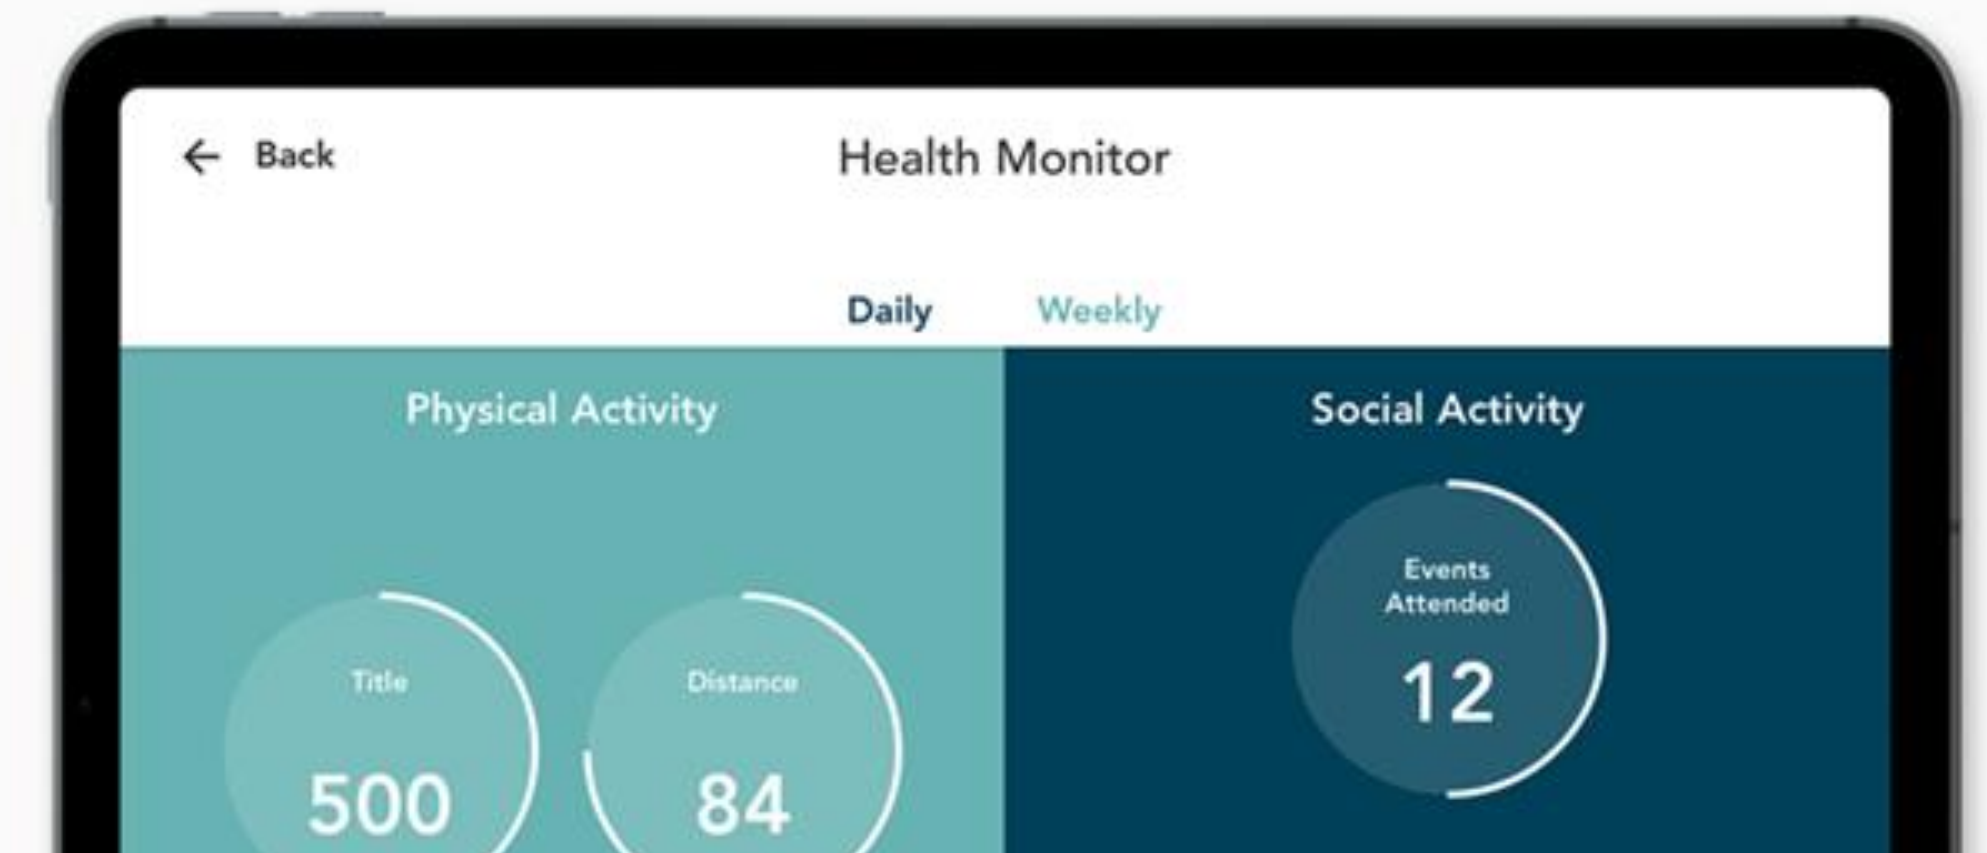 Back
Health Monitor
Daily
Weekly
Physical Activity
Title
500
Distance
84
Social Activity
Events
Attended
12